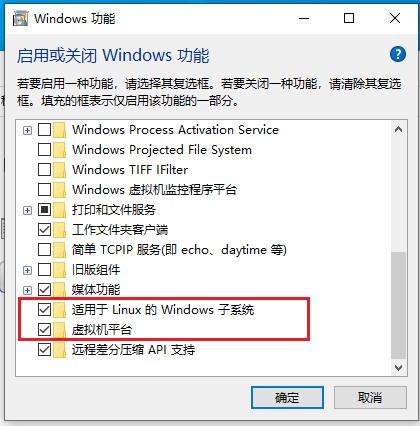 Windows 功能
启用或关闭 Windows 功能
若要启用一种功能，请选择其复选框。若要关闭一种功能，请清除其复选
框。填充的框表示仅启用该功能的一部分。
Windows Process Activation Service
Windows Projected File System
Windows TIFF IFilter
Windows 虚拟机监控程序平台
打印和文件服务
工作文件夹客户端
简单 TCPIP 服务(即 echo、daytime 等)
旧版组件
媒体功能
适用于 Linux 的 Windows 子系统
虚拟机平台
远程差分压缩 API 支持
确定
取消